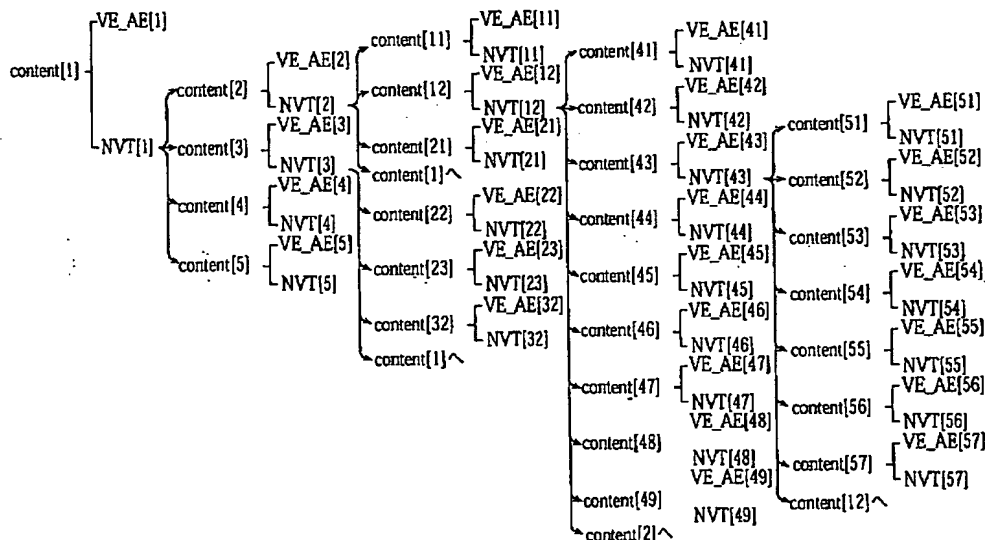 VE_AE[1]
content[1]
NVT[1]
content[2]
VE_AE[2]
NVT[2]
content[3]
VE_AE[3]
NVT[3]
content[4]
VE_AE[4]
NVT[4]
content[5]
VE_AE[5]
NVT[5]
content[11]
VE_AE[11]
NVT[11]
content[12]
VE_AE[12]
NVT[12]
content[21]
VE_AE[21]
NVT[21]
content[1]へ
content[22]
VE_AE[22]
NVT[22]
content[23]
VE_AE[23]
NVT[23]
content[32]
VE_AE[32]
NVT[32]
content[1]へ
content[41]
VE_AE[41]
NVT[41]
content[42]
VE_AE[42]
NVT[42]
content[43]
VE_AE[43]
NVT[43]
content[44]
VE_AE[44]
NVT[44]
content[45]
VE_AE[45]
NVT[45]
content[46]
VE_AE[46]
NVT[46]
content[47]
VE_AE[47]
NVT[47]
content[48]
VE_AE[48]
NVT[48]
content[49]
VE_AE[49]
NVT[49]
content[2]へ
content[51]
VE_AE[51]
NVT[51]
content[52]
VE_AE[52]
NVT[52]
content[53]
VE_AE[53]
NVT[53]
content[54]
VE_AE[54]
NVT[54]
content[55]
VE_AE[55]
NVT[55]
content[56]
VE_AE[56]
NVT[56]
content[57]
VE_AE[57]
NVT[57]
content[12]へ